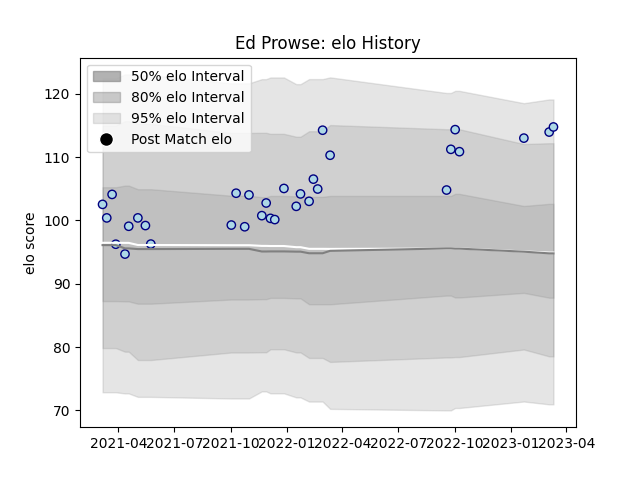 Ed Prowse: elo History
50% elo Interval
80% elo Interval
95% elo Interval
Post Match elo
elo score
120
110
100
90
80
70
2021-04 2021-07 2021-10 2022-01 2022-04 2022-07 2022-10 2023-01 2023-04